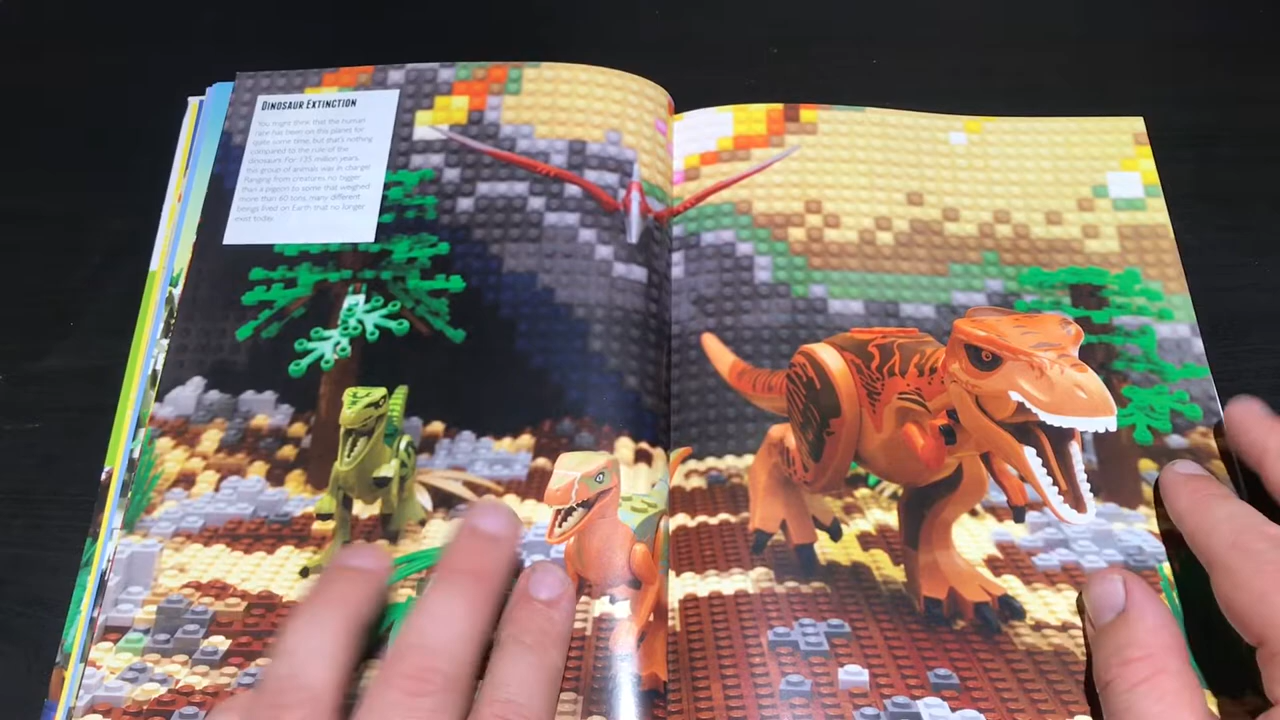 DINOSAUR EXTINCTION
You might think that the human
race has been on this planet for
quite some time, but that's nothing
compared to the rule of the
dinosaurs. For 135 million years,
this group of animals was in charge!
Ranging from creatures no bigger
than a pigeon to some that weighed
more than 60 tons, many different
beings lived on Earth that no longer
exist today.